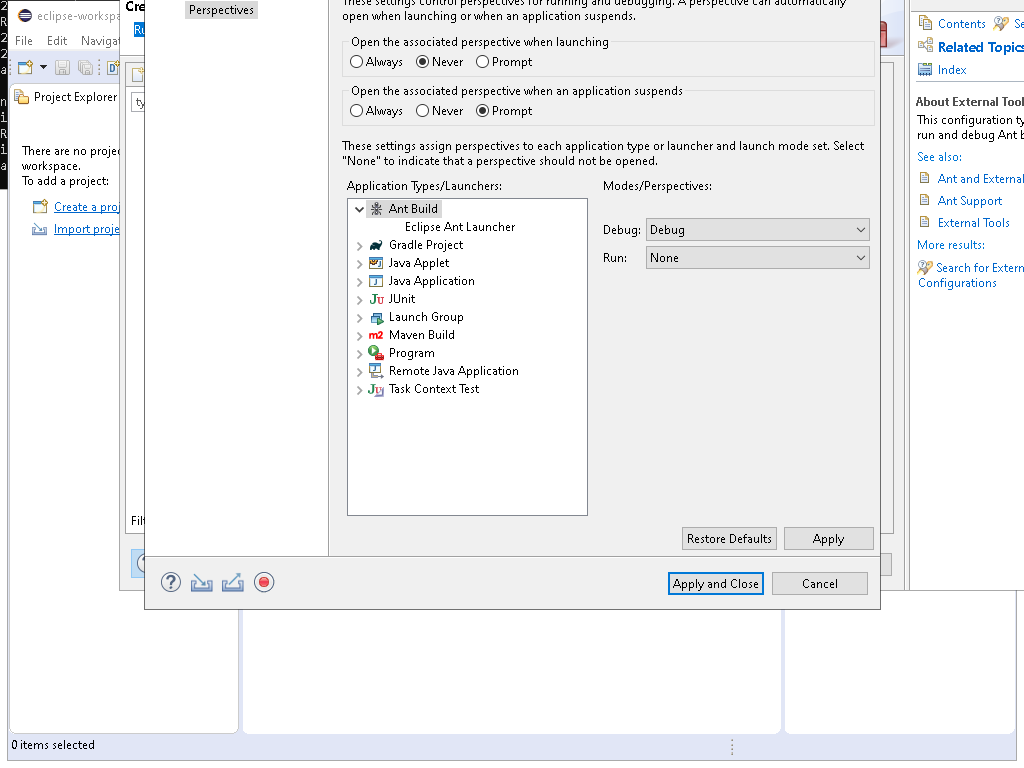 eclipse-workspa
File Edit Navigat
Project Explorer
There are no projec
workspace.
To add a project:
Create a proj
Import proje
0 items selected
Cre
Ru
ty
Filt
Perspectives
These settings control perspectives for running and debugging. A perspective can automatically
open when launching or when an application suspends.
Open the associated perspective when launching
Always Never Prompt
Open the associated perspective when an application suspends
Always Never Prompt
These settings assign perspectives to each application type or launcher and launch mode set. Select
"None" to indicate that a perspective should not be opened.
Application Types/Launchers:
Ant Build
Eclipse Ant Launcher
Gradle Project
Java Applet
Java Application
JUnit
Launch Group
Maven Build
Program
Remote Java Application
Task Context Test
Modes/Perspectives:
Debug: Debug
Run: None
Restore Defaults Apply
Apply and Close Cancel
Contents Se
Related Topics
Index
About External Tool
This configuration ty
run and debug Ant b
See also:
Ant and External
Ant Support
External Tools
More results:
Search for Extern
Configurations